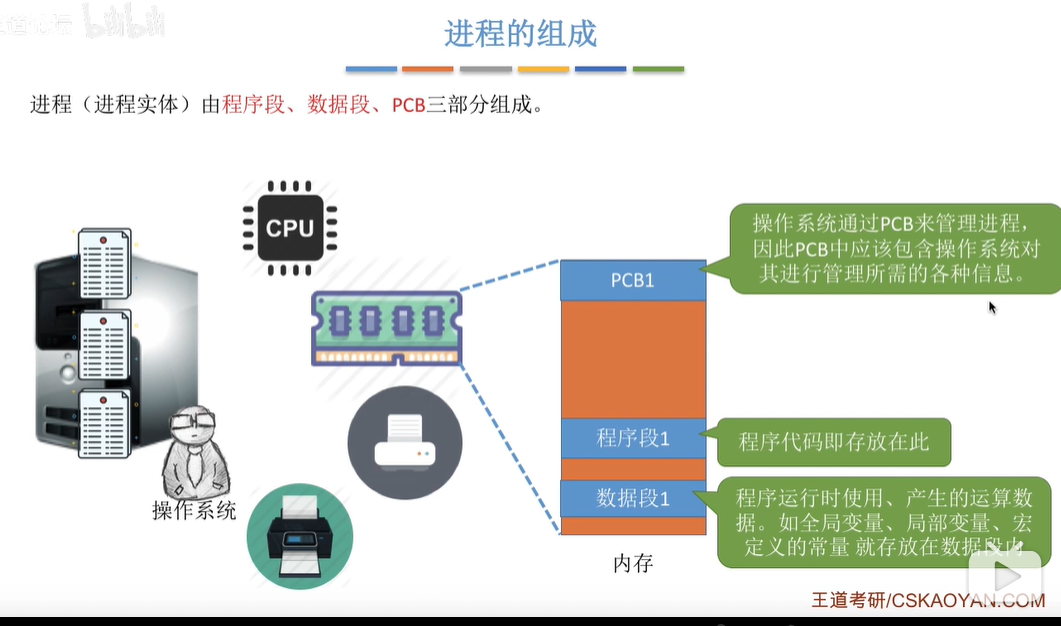 bilibili
进程的组成
进程（进程实体）由程序段、数据段、PCB三部分组成。
CPU
操作系统
PCB1
程序段1
数据段1
内存
操作系统通过PCB来管理进程，
因此PCB中应该包含操作系统对
其进行管理所需的各种信息。
程序代码即存放在此
程序运行时使用、产生的运算数
据。如全局变量、局部变量、宏
定义的常量 就存放在数据段内
王道考研/CSKAOYAN.COM